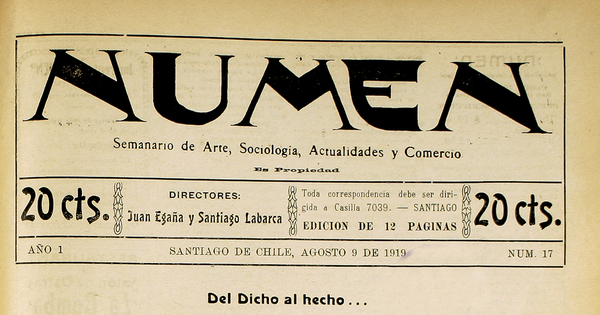 NUMEN
Semanario de Arte, Sociología, Actualidades y Comercio
Es Propiedad
20 cts.
DIRECTORES:
Juan Egaña y Santiago Labarca
Toda correspondencia debe ser diri-
gida a Casilla 7039. — SANTIAGO
EDICION DE 12 PAGINAS
20 cts.
AÑO 1
SANTIAGO DE CHILE, AGOSTO 9 DE 1919
NUM. 17
Del Dicho al hecho...